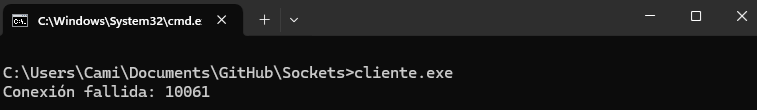 C:\Windows\System32\cmd.e
C:\Users\Cami\Documents\GitHub\Sockets>cliente.exe
Conexión fallida: 10061